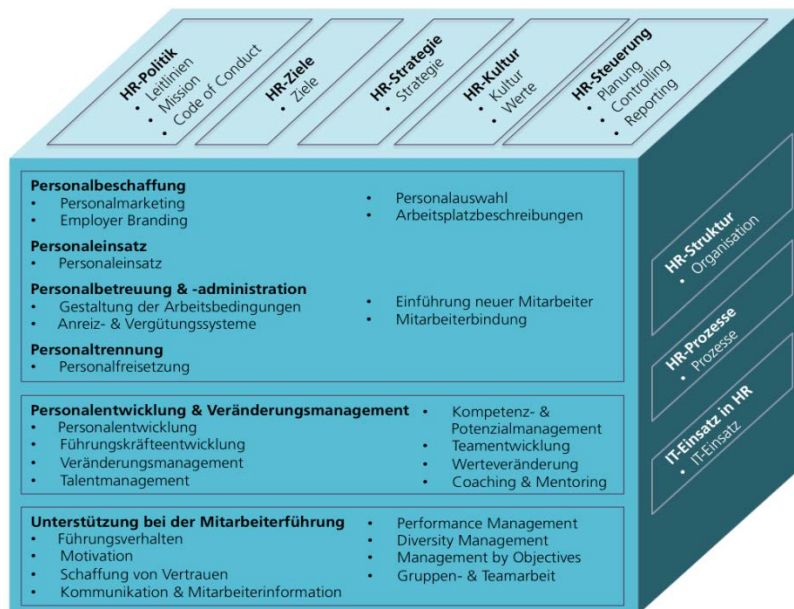 HR-Politik
• Leitlinien
• Mission
• Code of Conduct
HR-Ziele
• Ziele
HR-Strategie
• Strategie
HR-Kultur
• Kultur
• Werte
HR-Steuerung
• Planung
• Controlling
• Reporting
Personalbeschaffung
• Personalmarketing
• Employer Branding
• Personalauswahl
• Arbeitsplatzbeschreibungen
Personaleinsatz
• Personaleinsatz
Personalbetreuung & -administration
• Gestaltung der Arbeitsbedingungen
• Anreiz- & Vergütungssysteme
• Einführung neuer Mitarbeiter
• Mitarbeiterbindung
Personaltrennung
• Personalfreisetzung
Personalentwicklung & Veränderungsmanagement
• Personalentwicklung
• Führungskräfteentwicklung
• Veränderungsmanagement
• Talentmanagement
• Kompetenz- &
Potenzialmanagement
• Teamentwicklung
• Werteveränderung
• Coaching & Mentoring
Unterstützung bei der Mitarbeiterführung
• Führungsverhalten
• Motivation
• Schaffung von Vertrauen
• Kommunikation & Mitarbeiterinformation
• Performance Management
• Diversity Management
• Management by Objectives
• Gruppen- & Teamarbeit
HR-Struktur
• Organisation
HR-Prozesse
• Prozesse
IT-Einsatz in HR
• IT-Einsatz